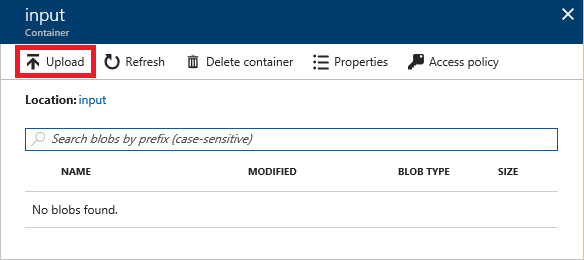 input
Container
Upload Refresh Delete container Properties Access policy
Location: input
Search blobs by prefix (case-sensitive)
NAME MODIFIED BLOB TYPE SIZE
No blobs found.